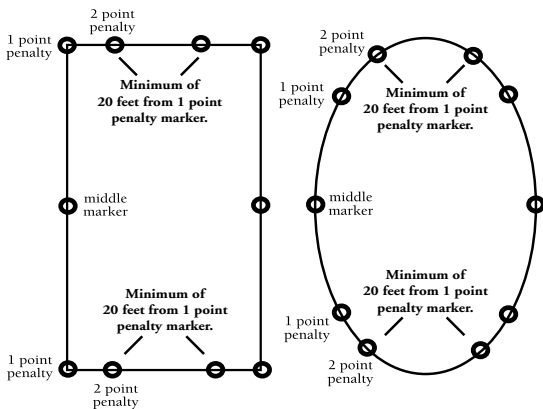 2 point
penalty
1 point
penalty
Minimum of
20 feet from 1 point
penalty marker.
middle
marker
Minimum of
20 feet from 1 point
penalty marker.
1 point
penalty
2 point
penalty
2 point
penalty
1 point
penalty
Minimum of
20 feet from 1 point
penalty marker.
middle
marker
Minimum of
20 feet from 1 point
penalty marker.
1 point
penalty
2 point
penalty